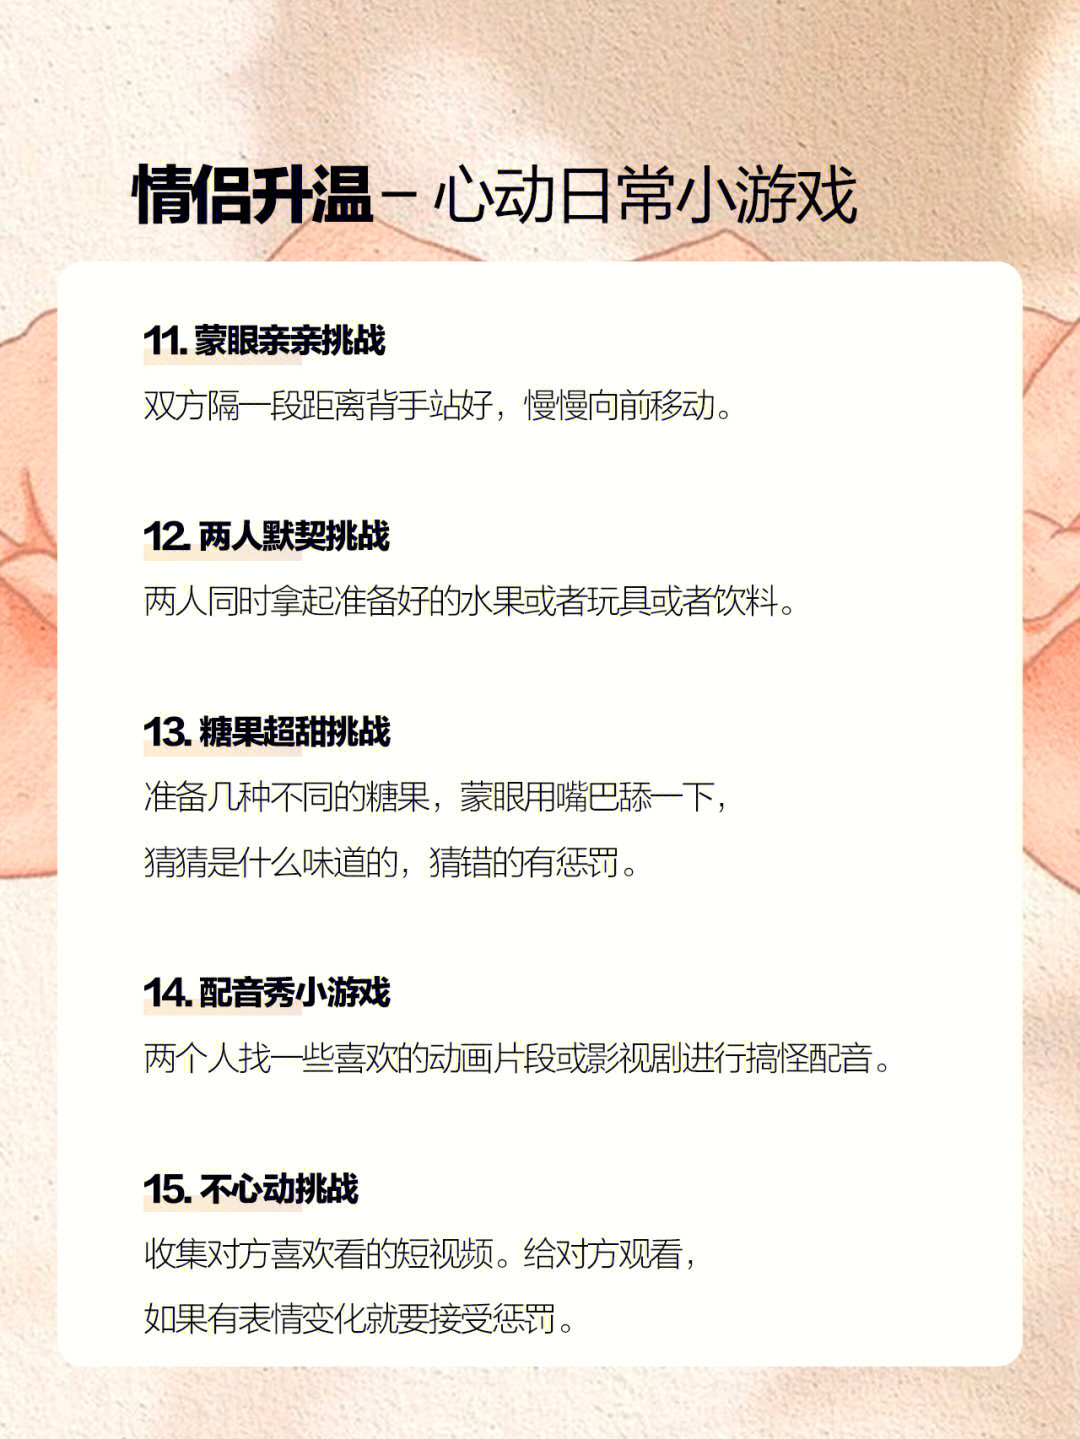 情侣升温 – 心动日常小游戏
11. 蒙眼亲亲挑战
双方隔一段距离背手站好，慢慢向前移动。
12. 两人默契挑战
两人同时拿起准备好的水果或者玩具或者饮料。
13. 糖果超甜挑战
准备几种不同的糖果，蒙眼用嘴巴舔一下，
猜猜是什么味道的，猜错的有惩罚。
14. 配音秀小游戏
两个人找一些喜欢的动画片段或影视剧进行搞怪配音。
15. 不心动挑战
收集对方喜欢看的短视频。给对方观看，
如果有表情变化就要接受惩罚。